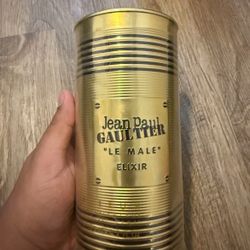 Jean Paul
GAULTIER
"LE MALE"
ELIXIR